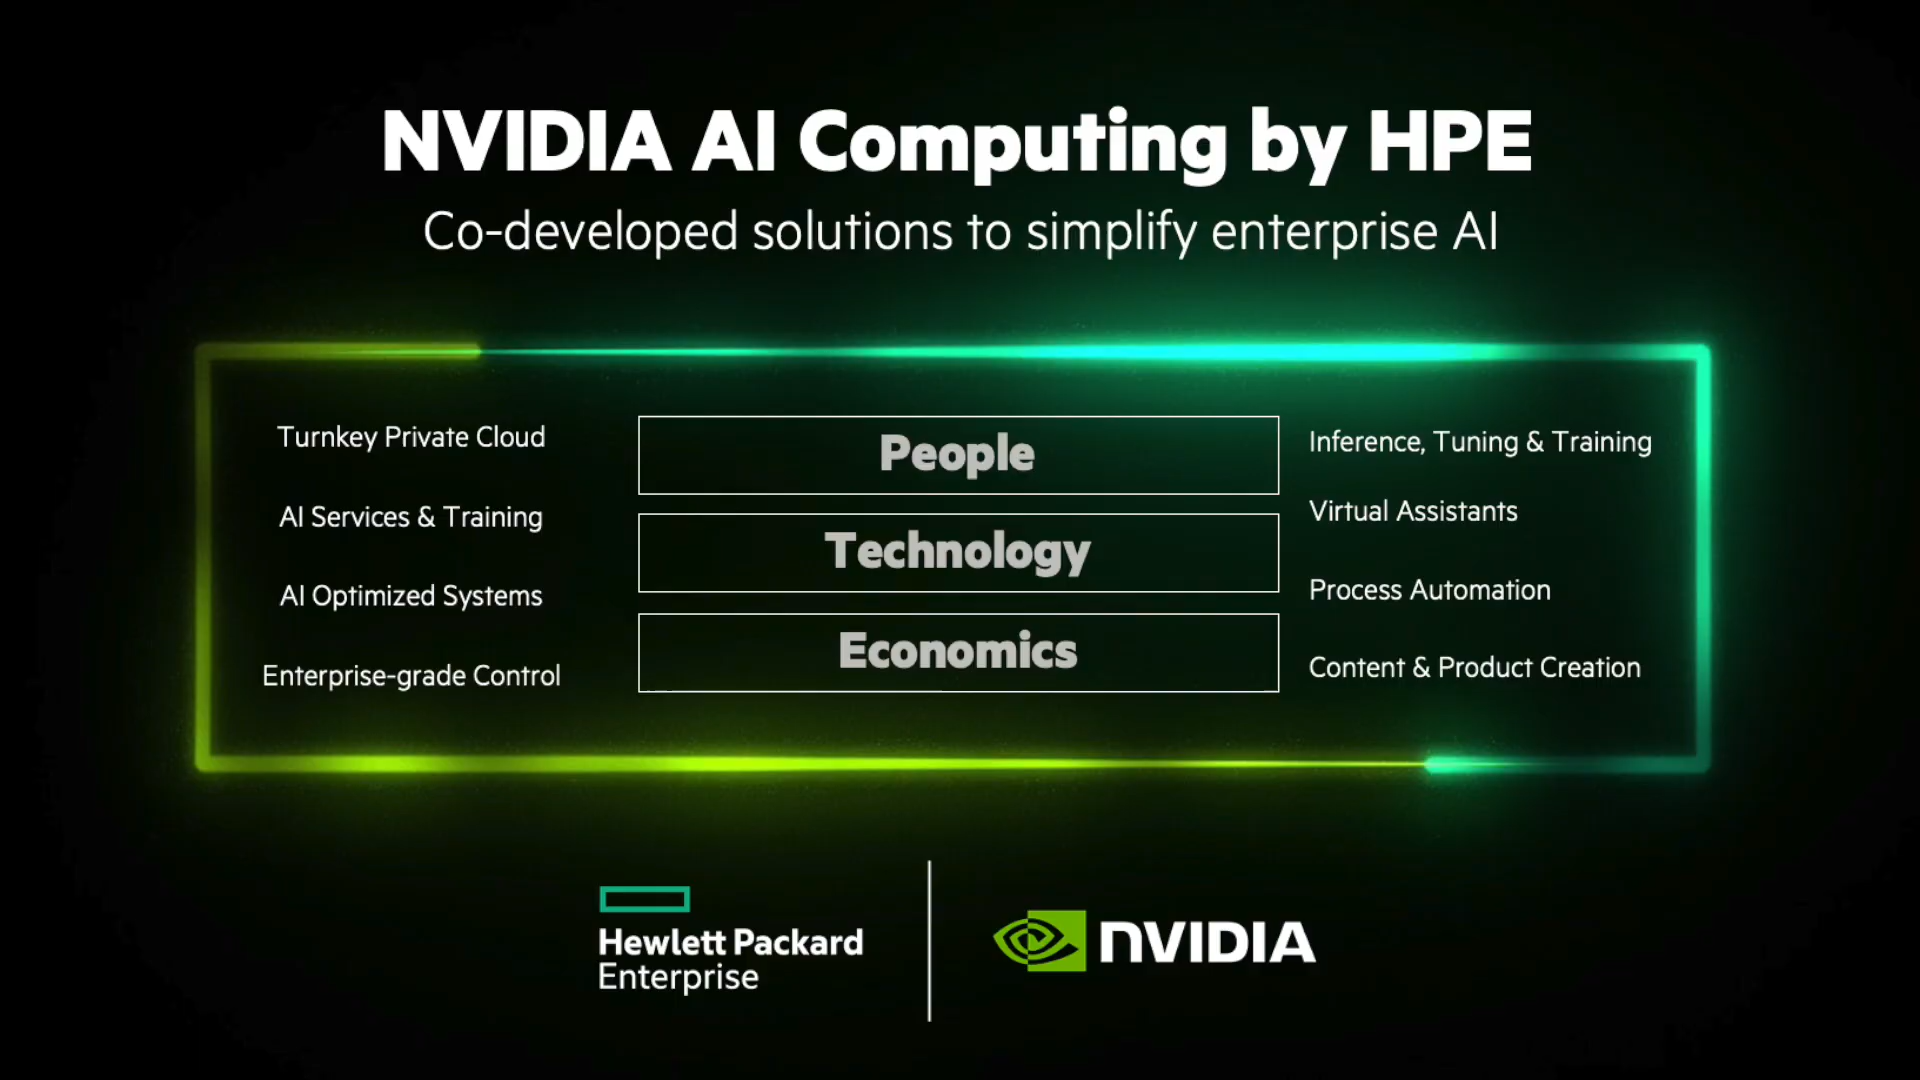 NVIDIA AI Computing by HPE
Co-developed solutions to simplify enterprise AI
Turnkey Private Cloud
AI Services & Training
AI Optimized Systems
Enterprise-grade Control
People
Technology
Economics
Inference, Tuning & Training
Virtual Assistants
Process Automation
Content & Product Creation
Hewlett Packard
Enterprise
NVIDIA